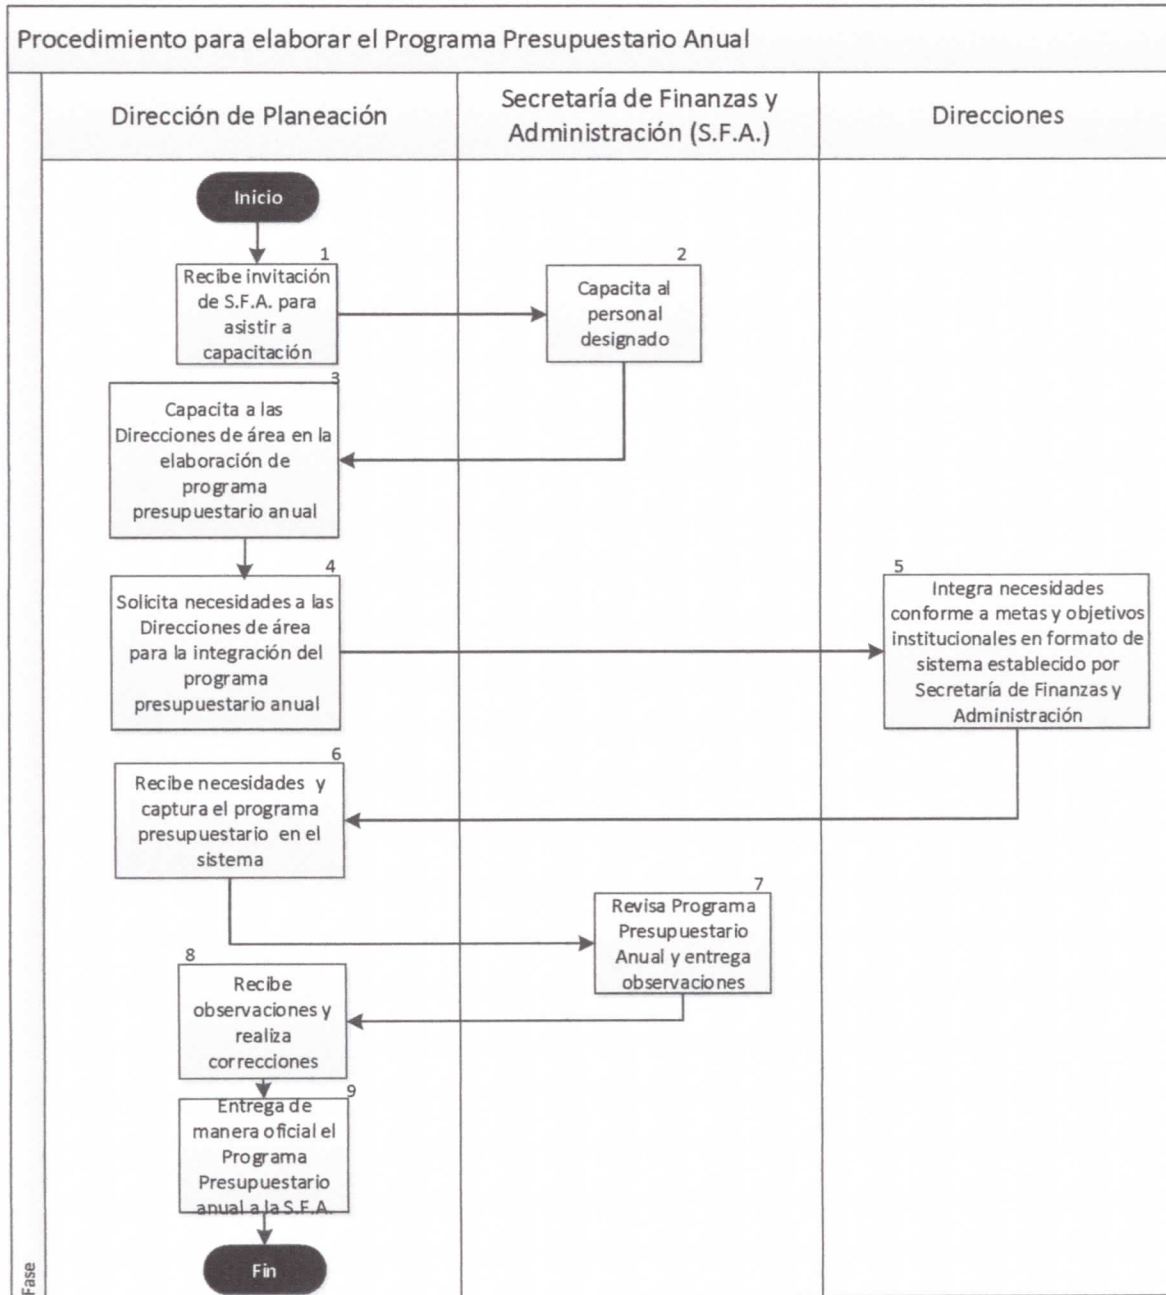 Procedimiento para elaborar el Programa Presupuestario Anual
Dirección de Planeación
Secretaría de Finanzas y
Administración (S.F.A.)
Direcciones
Inicio
1
Recibe invitación
de S.F.A. para
asistir a
capacitación
2
Capacita al
personal
designado
3
Capacita a las
Direcciones de área en la
elaboración de
programa
presupuestario anual
4
Solicita necesidades a las
Direcciones de área
para la integración del
programa
presupuestario anual
5
Integra necesidades
conforme a metas y objetivos
institucionales en formato de
sistema establecido por
Secretaría de Finanzas y
Administración
6
Recibe necesidades y
captura el programa
presupuestario en el
sistema
7
Revisa Programa
Presupuestario
Anual y entrega
observaciones
8
Recibe
observaciones y
realiza
correcciones
9
Entrega de
manera oficial el
Programa
Presupuestario
anual a la S.F.A.
Fin
Fase